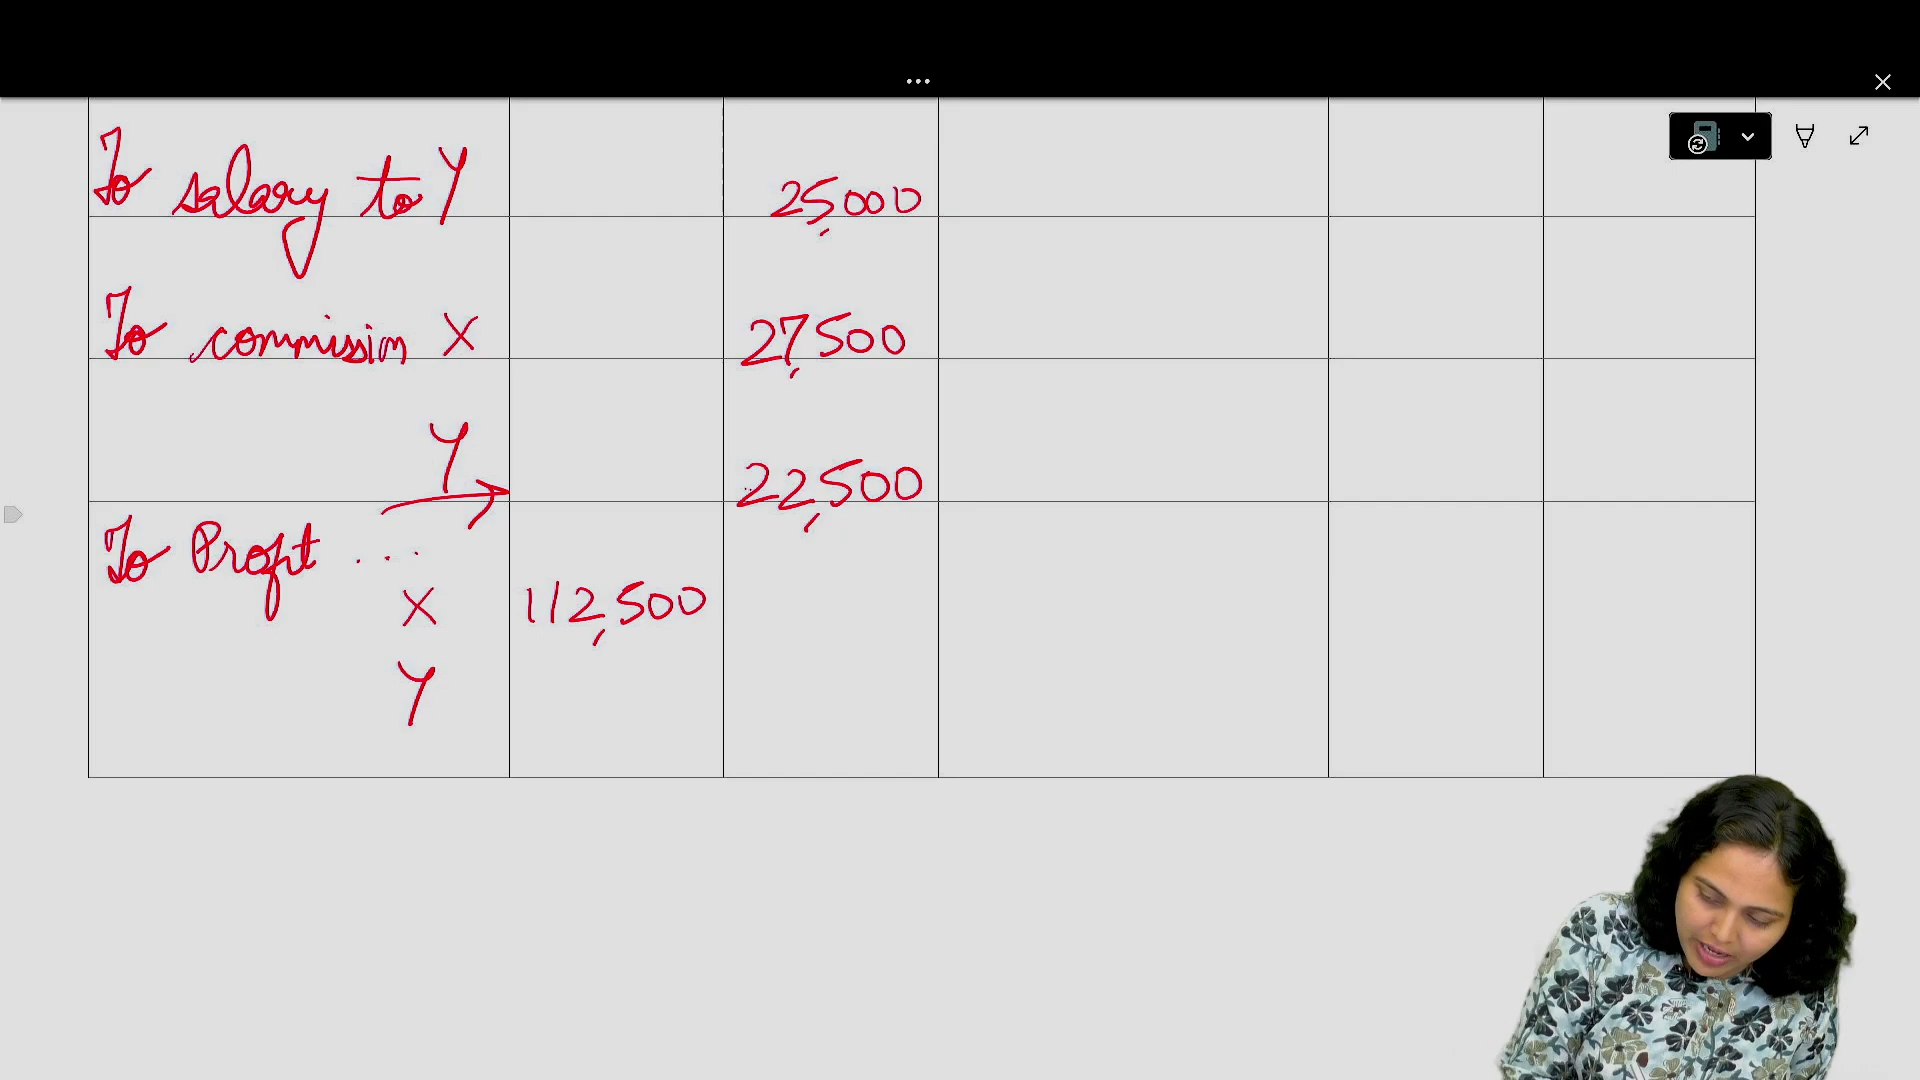 To salary to Y 25,000
To commission X 27,500
Y 22,500
To Profit ...
X 112,500
Y